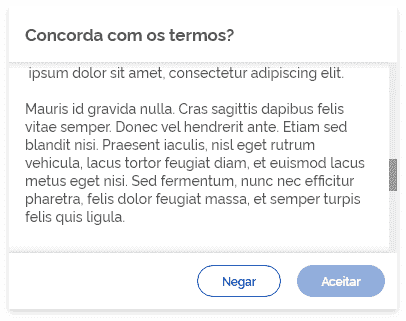 Concorda com os termos?
ipsum dolor sit amet, consectetur adipiscing elit.
Mauris id gravida nulla. Cras sagittis dapibus felis
vitae semper. Donec vel hendrerit ante. Etiam sed
blandit nisi. Praesent iaculis, nisl eget rutrum
vehicula, lacus tortor feugiat diam, et euismod lacus
metus eget nisi. Sed fermentum, nunc nec efficitur
pharetra, felis dolor feugiat massa, et semper turpis
felis quis ligula.
Negar
Aceitar